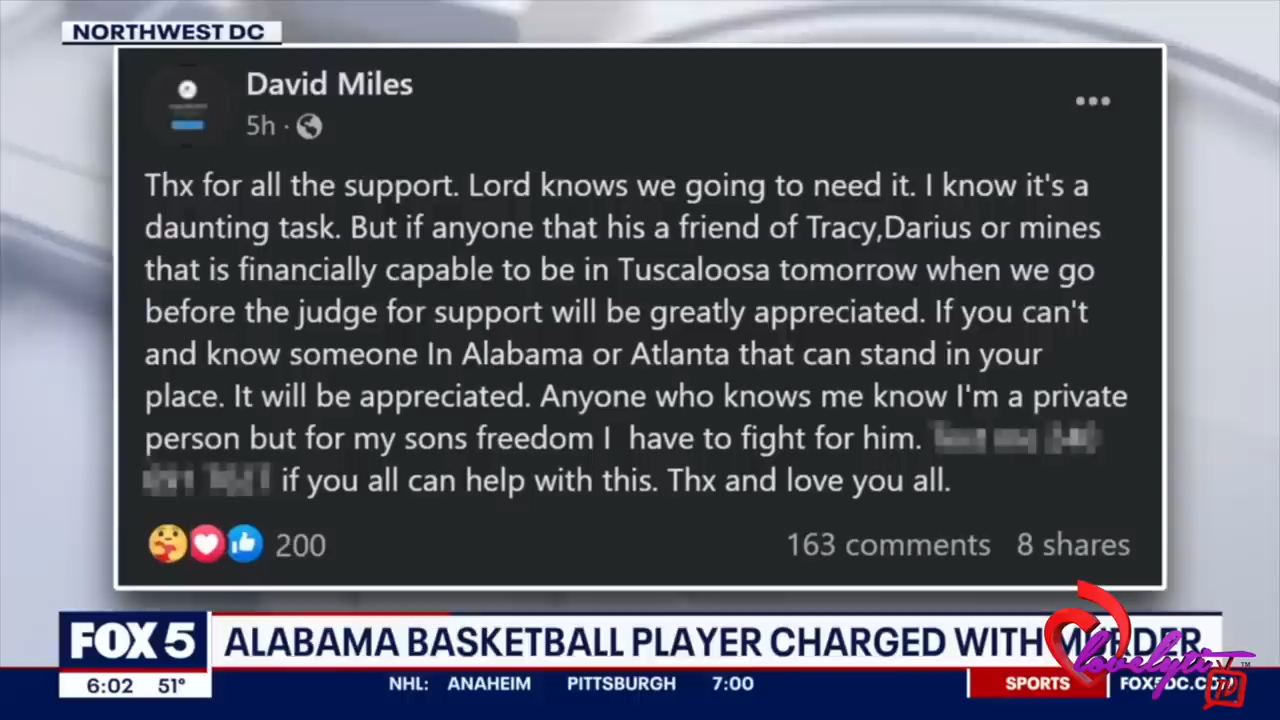 NORTHWEST DC
David Miles
5h ·
Thx for all the support. Lord knows we going to need it. I know it's a
daunting task. But if anyone that his a friend of Tracy,Darius or mines
that is financially capable to be in Tuscaloosa tomorrow when we go
before the judge for support will be greatly appreciated. If you can't
and know someone In Alabama or Atlanta that can stand in your
place. It will be appreciated. Anyone who knows me know I'm a private
person but for my sons freedom I have to fight for him.
if you all can help with this. Thx and love you all.
200
163 comments 8 shares
FOX 5
ALABAMA BASKETBALL PLAYER CHARGED WITH MURDER
6:02 51°
NHL: ANAHEIM PITTSBURGH 7:00
SPORTS
FOX5DC.COM
lovelyti
TV
TM